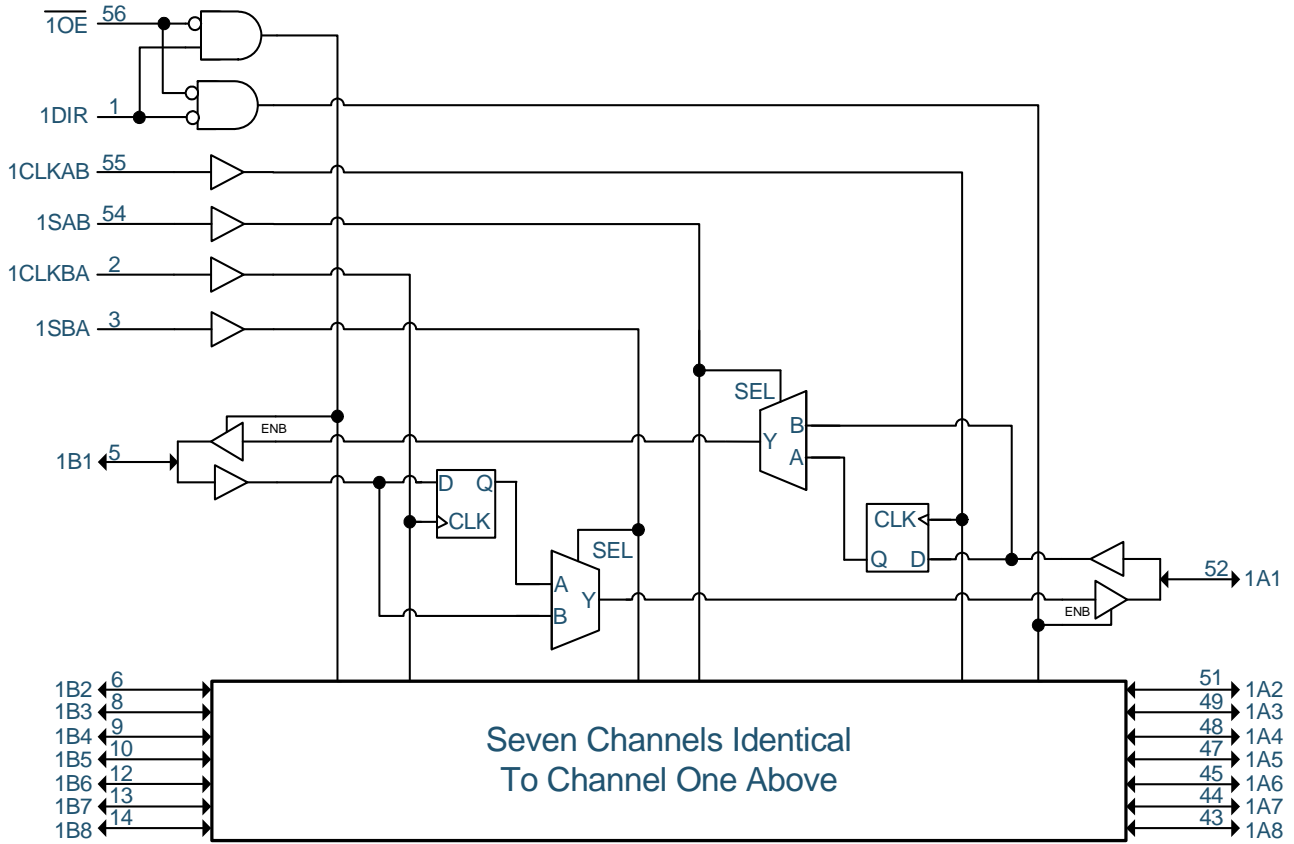 1OE 56
1DIR 1
1CLKAB 55
1SAB 54
1CLKBA 2
1SBA 3
SEL
B
Y
A
ENB
1B1 5
D Q
CLK
CLK
Q D
SEL
A
Y
B
52 1A1
ENB
1B2 6
1B3 8
1B4 9
1B5 10
1B6 12
1B7 13
1B8 14
Seven Channels Identical
To Channel One Above
51 1A2
49 1A3
48 1A4
47 1A5
45 1A6
44 1A7
43 1A8